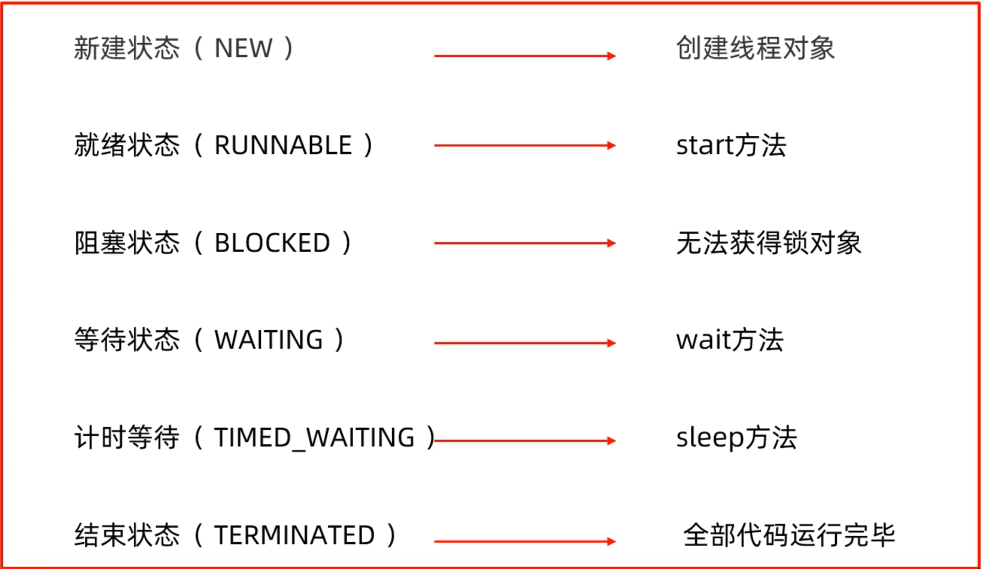 新建状态（ NEW ） 创建线程对象
就绪状态（ RUNNABLE ） start方法
阻塞状态（ BLOCKED ） 无法获得锁对象
等待状态（ WAITING ） wait方法
计时等待（ TIMED_WAITING ） sleep方法
结束状态（ TERMINATED ） 全部代码运行完毕